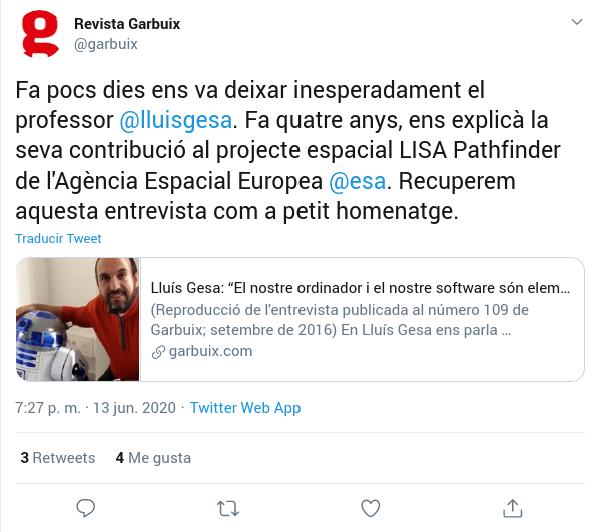 Revista Garbuix
@garbuix
Fa pocs dies ens va deixar inesperadament el
professor @lluisgesa. Fa quatre anys, ens explicà la
seva contribució al projecte espacial LISA Pathfinder
de l'Agència Espacial Europea @esa. Recuperem
aquesta entrevista com a petit homenatge.
Traducir Tweet
Lluís Gesa: “El nostre ordinador i el nostre software són elem...
(Reproducció de l'entrevista publicada al número 109 de
Garbuix; setembre de 2016) En Lluís Gesa ens parla ...
garbuix.com
7:27 p. m. · 13 jun. 2020 · Twitter Web App
3 Retweets 4 Me gusta